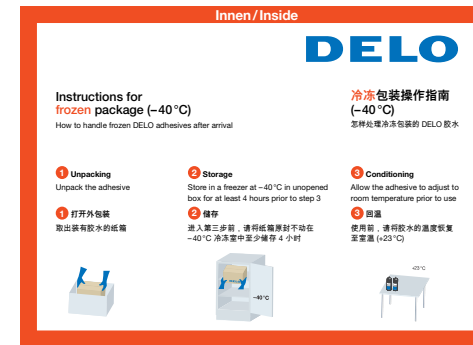 Innen/Inside
DELO
Instructions for
frozen package (–40 °C)
How to handle frozen DELO adhesives after arrival
冷冻包装操作指南
(–40 °C)
怎样处理冷冻包装的 DELO 胶水
1 Unpacking
Unpack the adhesive
1 打开外包装
取出装有胶水的纸箱
2 Storage
Store in a freezer at –40 °C in unopened
box for at least 4 hours prior to step 3
2 储存
进入第三步前，请将纸箱原封不动在
–40 °C 冷冻室中至少储存 4 小时
3 Conditioning
Allow the adhesive to adjust to
room temperature prior to use
3 回温
使用前，请将胶水的温度恢复
至室温 (+23 °C)
–40 °C
+23 °C